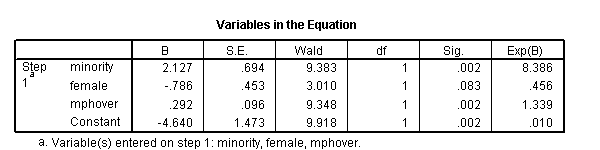 Variables in the Equation
B S.E. Wald df Sig. Exp(B)
Step 1a minority 2.127 .694 9.383 1 .002 8.386
female -.786 .453 3.010 1 .083 .456
mphover .292 .096 9.348 1 .002 1.339
Constant -4.640 1.473 9.918 1 .002 .010
a. Variable(s) entered on step 1: minority, female, mphover.